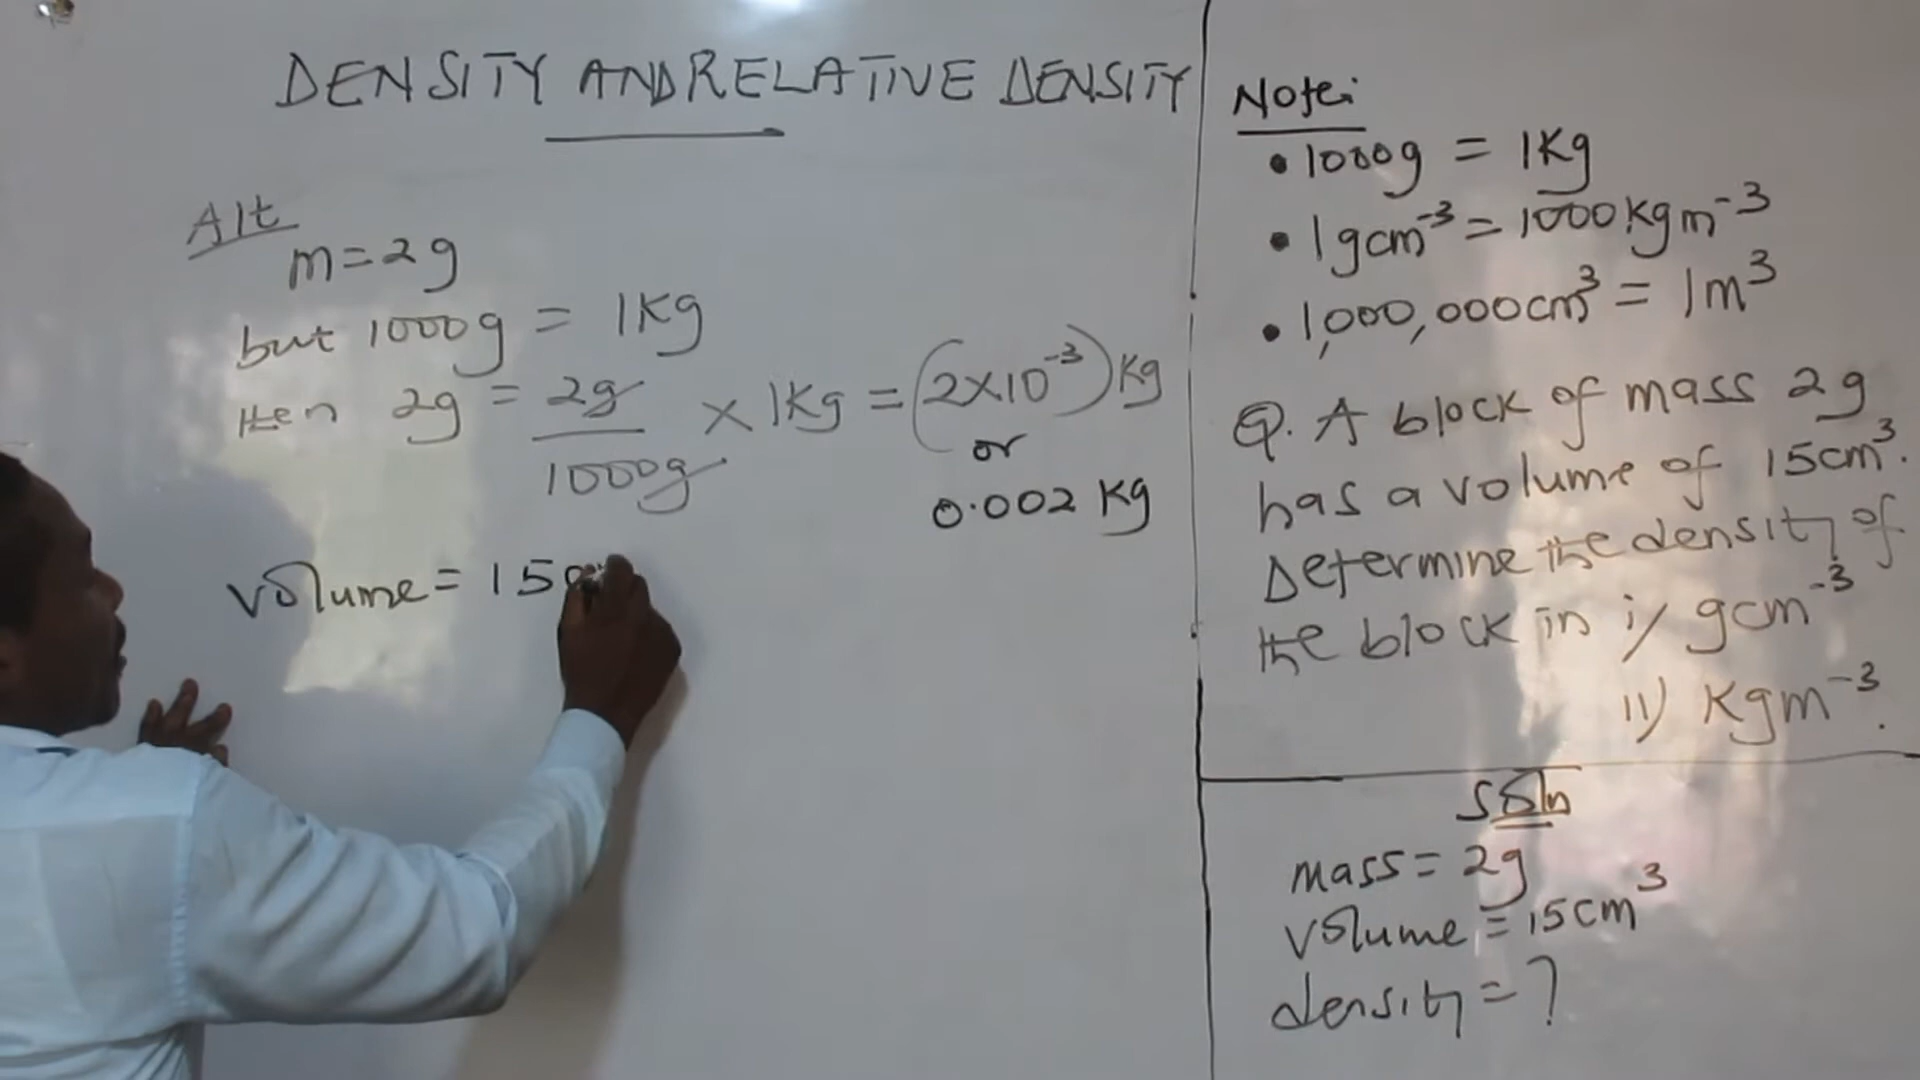 DENSITY AND RELATIVE DENSITY
Alt
m = 2g
but 1000g = 1Kg
then 2g = 2g/1000g × 1Kg = (2×10⁻³)Kg
or
0.002 Kg
volume = 15
Note:
• 1000g = 1Kg
• 1gcm⁻³ = 1000Kgm⁻³
• 1,000,000cm³ = 1m³
Q. A block of mass 2g
has a volume of 15cm³.
Determine the density of
the block in i/ gcm⁻³
ii) Kgm⁻³.
Soln
mass = 2g
volume = 15cm³
density = ?